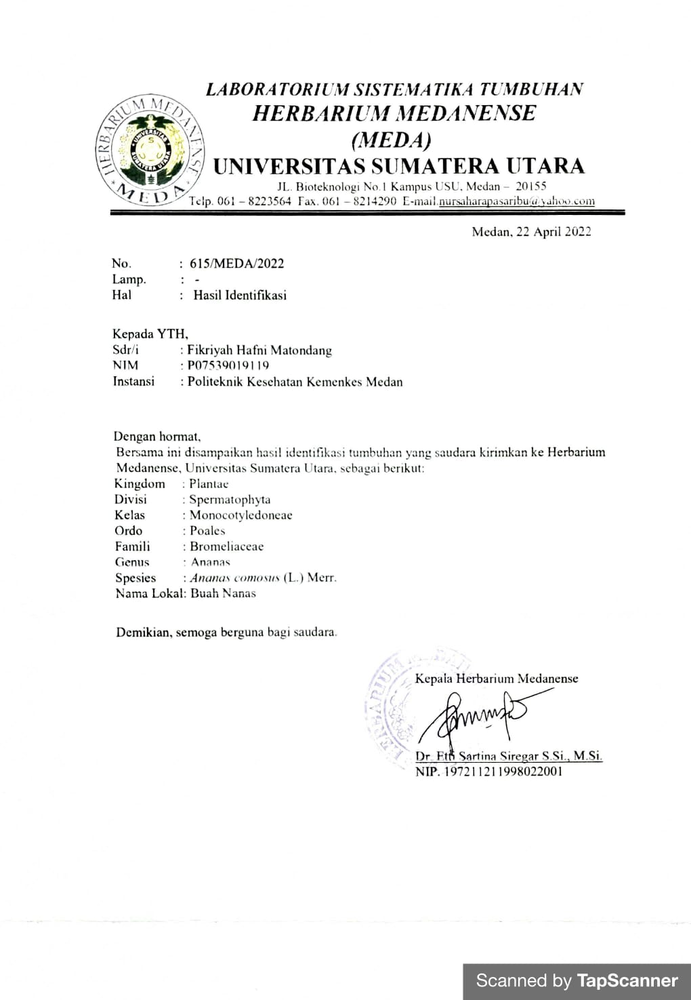 LABORATORIUM SISTEMATIKA TUMBUHAN
HERBARIUM MEDANENSE
(MEDA)
UNIVERSITAS SUMATERA UTARA
JL. Bioteknologi No.1 Kampus USU, Medan – 20155
Telp. 061 – 8223564 Fax. 061 – 8214290 E-mail.nursaharapasaribu@yahoo.com
HERBARIUM MEDANENSE
* MEDA *
UNIVERSITAS
SUMATERA UTARA
Medan, 22 April 2022
No. : 615/MEDA/2022
Lamp. : -
Hal : Hasil Identifikasi
Kepada YTH,
Sdr/i : Fikriyah Hafni Matondang
NIM : P07539019119
Instansi : Politeknik Kesehatan Kemenkes Medan
Dengan hormat,
Bersama ini disampaikan hasil identifikasi tumbuhan yang saudara kirimkan ke Herbarium
Medanense, Universitas Sumatera Utara, sebagai berikut:
Kingdom : Plantae
Divisi : Spermatophyta
Kelas : Monocotyledoneae
Ordo : Poales
Famili : Bromeliaceae
Genus : Ananas
Spesies : Ananas comosus (L.) Merr.
Nama Lokal: Buah Nanas
Demikian, semoga berguna bagi saudara.
HERBARIUM
Kepala Herbarium Medanense
Dr. Etti Sartina Siregar S.Si., M.Si.
NIP. 197211211998022001
Scanned by TapScanner